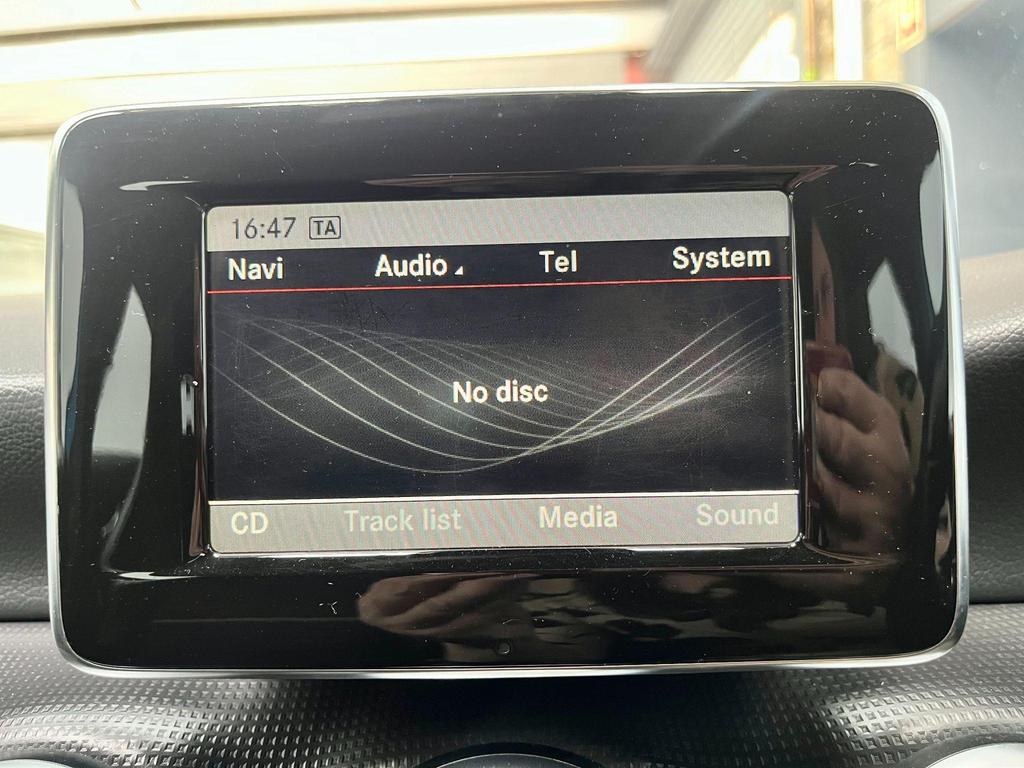 16:47 TA
Navi Audio Tel System
No disc
CD Track list Media Sound